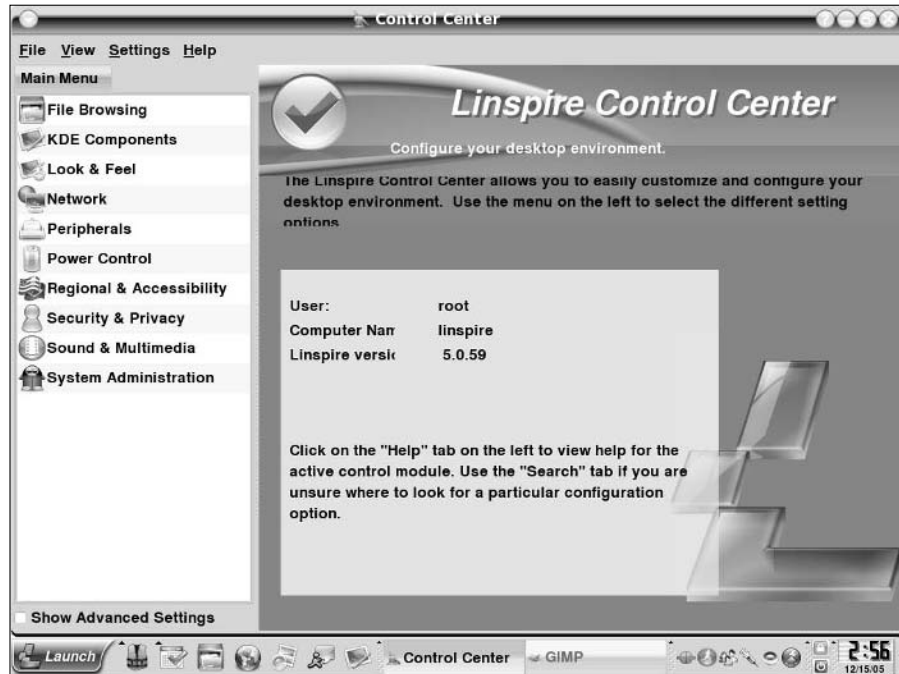 Control Center
File View Settings Help
Main Menu
File Browsing
KDE Components
Look & Feel
Network
Peripherals
Power Control
Regional & Accessibility
Security & Privacy
Sound & Multimedia
System Administration
Show Advanced Settings
Linspire Control Center
Configure your desktop environment.
The Linspire Control Center allows you to easily customize and configure your
desktop environment. Use the menu on the left to select the different setting
options
User: root
Computer Nam linspire
Linspire versio 5.0.59
Click on the "Help" tab on the left to view help for the
active control module. Use the "Search" tab if you are
unsure where to look for a particular configuration
option.
Launch Control Center GIMP 2:56
12/15/05